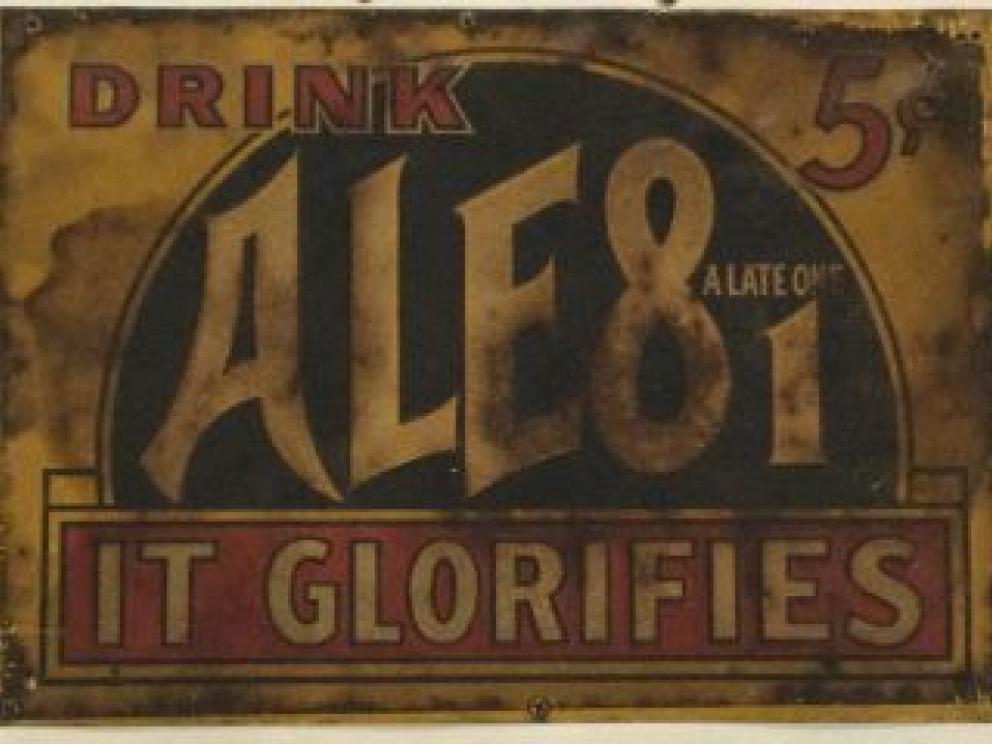 DRINK 5¢
ALE 8 1
A LATE ONE
IT GLORIFIES